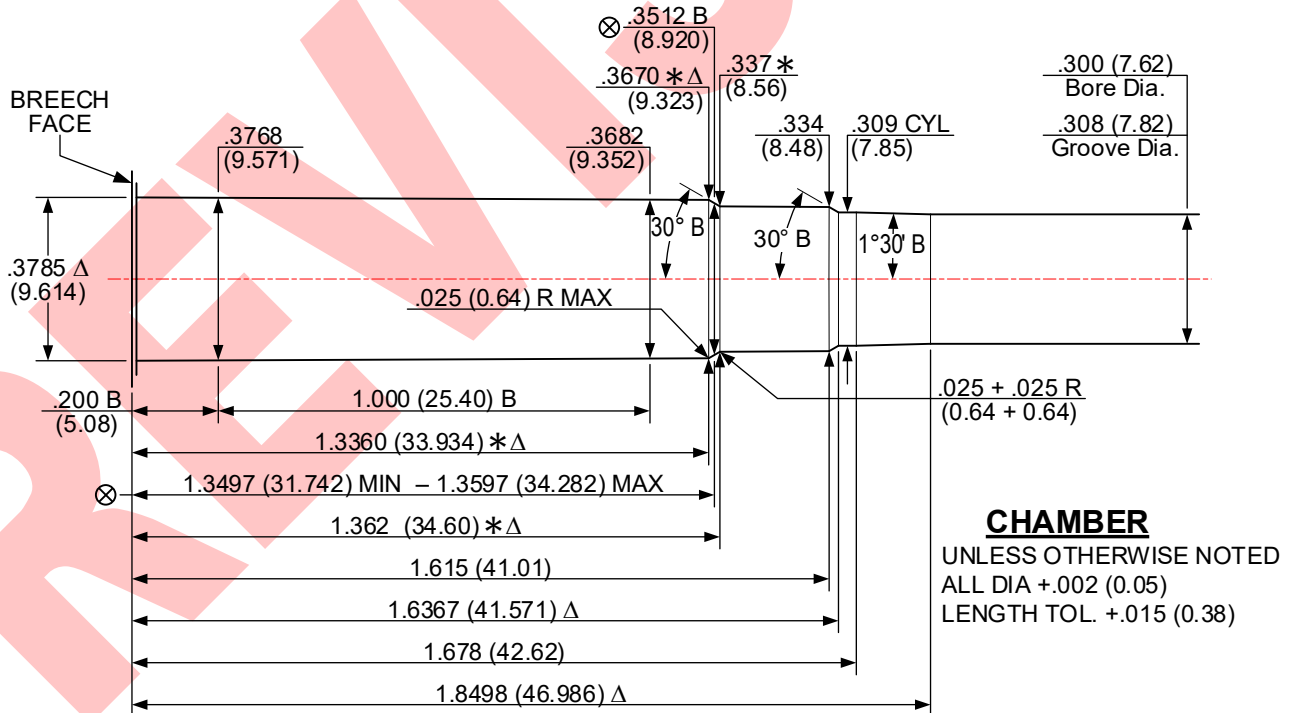 ⊗ .3512 B
(8.920)
.3670 * Δ
(9.323)
.337 *
(8.56)
.300 (7.62)
Bore Dia.
BREECH
FACE
.3768
(9.571)
.3682
(9.352)
.334
(8.48)
.309 CYL
(7.85)
.308 (7.82)
Groove Dia.
30° B
30° B
1°30' B
.3785 Δ
(9.614)
.025 (0.64) R MAX
.200 B
(5.08)
1.000 (25.40) B
.025 + .025 R
(0.64 + 0.64)
1.3360 (33.934) * Δ
⊗ 1.3497 (31.742) MIN – 1.3597 (34.282) MAX
1.362 (34.60) * Δ
CHAMBER
UNLESS OTHERWISE NOTED
ALL DIA +.002 (0.05)
LENGTH TOL. +.015 (0.38)
1.615 (41.01)
1.6367 (41.571) Δ
1.678 (42.62)
1.8498 (46.986) Δ